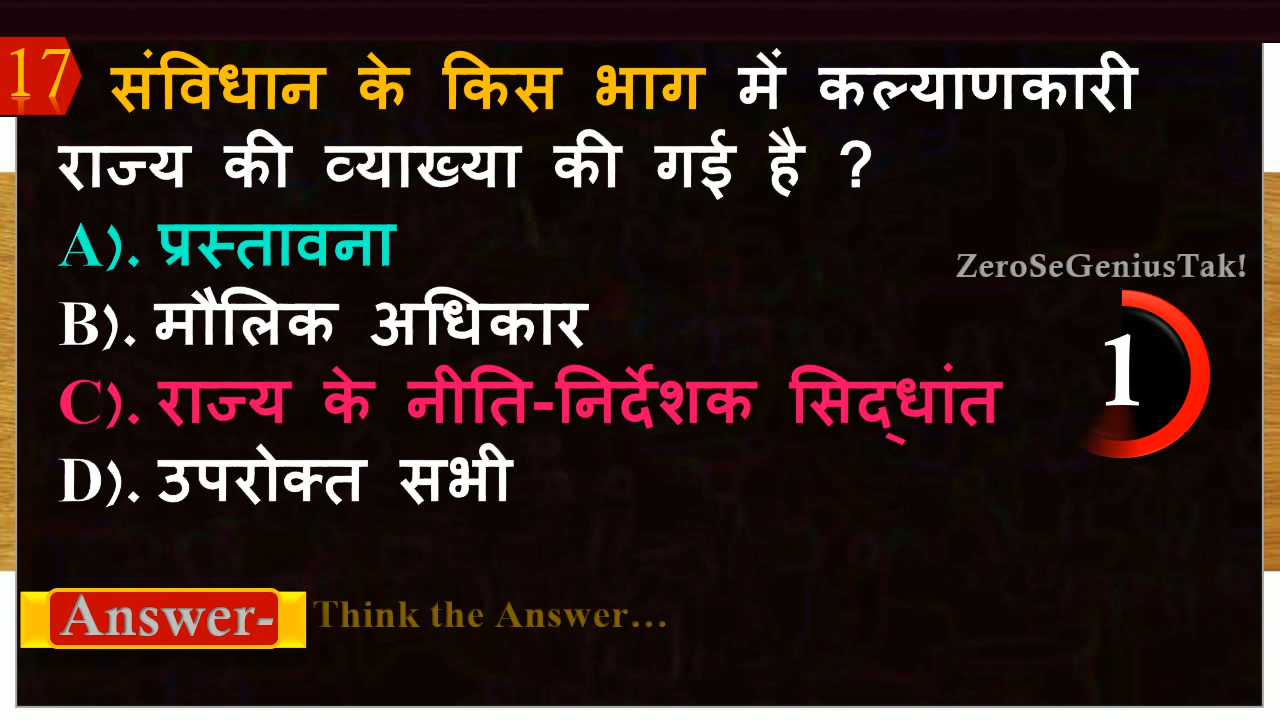 17 संविधान के किस भाग में कल्याणकारी
राज्य की व्याख्या की गई है ?
A). प्रस्तावना
ZeroSeGeniusTak!
B). मौलिक अधिकार
1
C). राज्य के नीति-निर्देशक सिद्धांत
D). उपरोक्त सभी
Answer- Think the Answer...